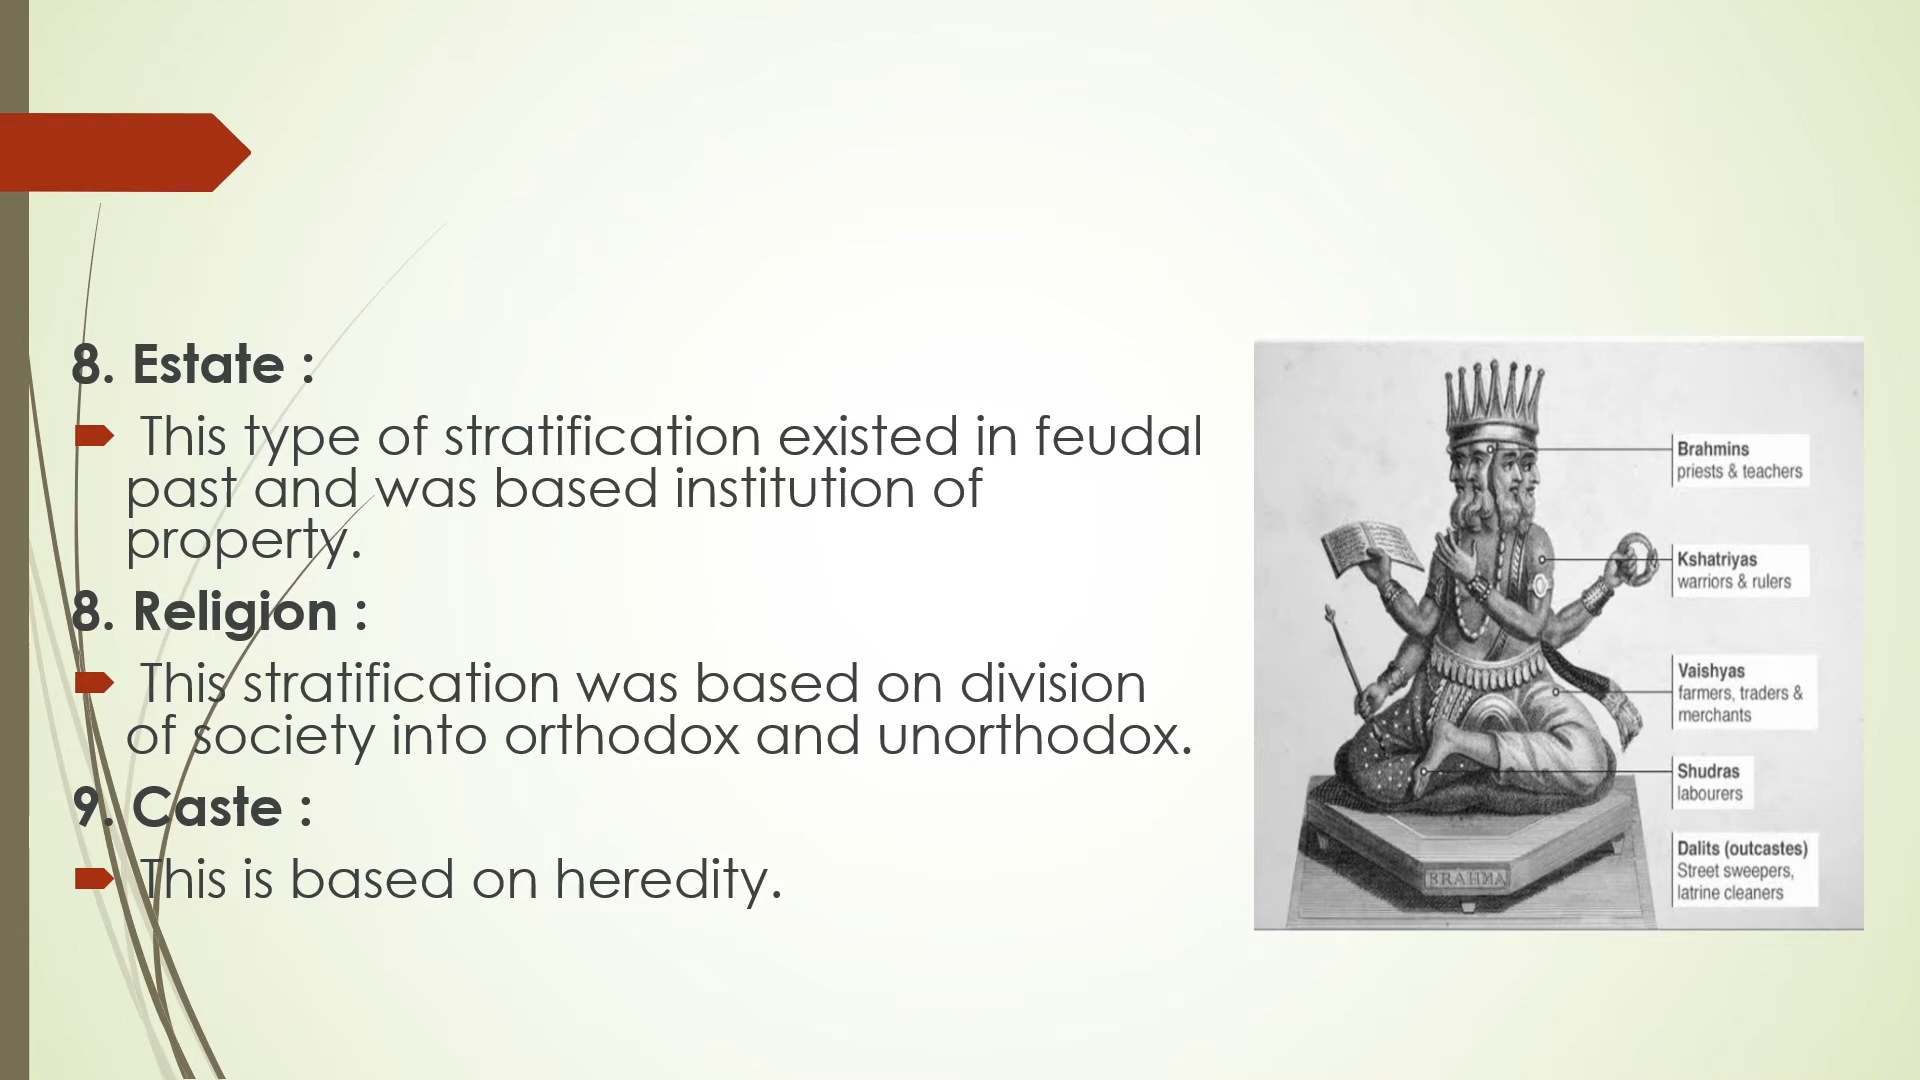 8. Estate :
This type of stratification existed in feudal
past and was based institution of
property.
8. Religion :
This stratification was based on division
of society into orthodox and unorthodox.
9. Caste :
This is based on heredity.
Brahmins
priests & teachers
Kshatriyas
warriors & rulers
Vaishyas
farmers, traders &
merchants
Shudras
labourers
Dalits (outcastes)
Street sweepers,
latrine cleaners
BRAHMA